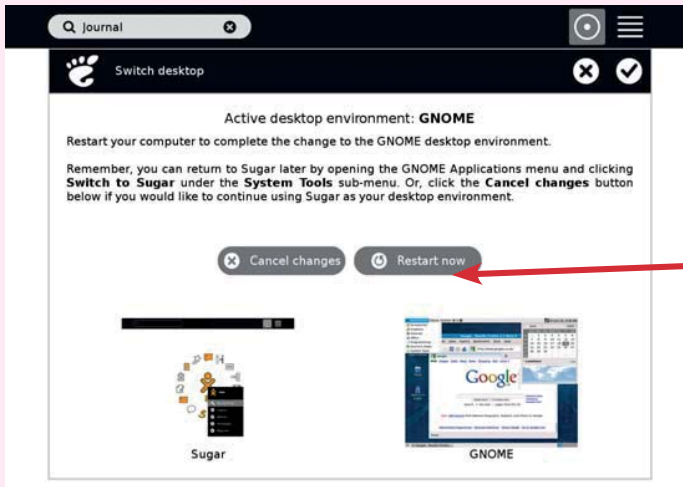 Journal
Switch desktop
Active desktop environment: GNOME
Restart your computer to complete the change to the GNOME desktop environment.
Remember, you can return to Sugar later by opening the GNOME Applications menu and clicking
Switch to Sugar under the System Tools sub-menu. Or, click the Cancel changes button
below if you would like to continue using Sugar as your desktop environment.
Cancel changes
Restart now
Google
Sugar
GNOME